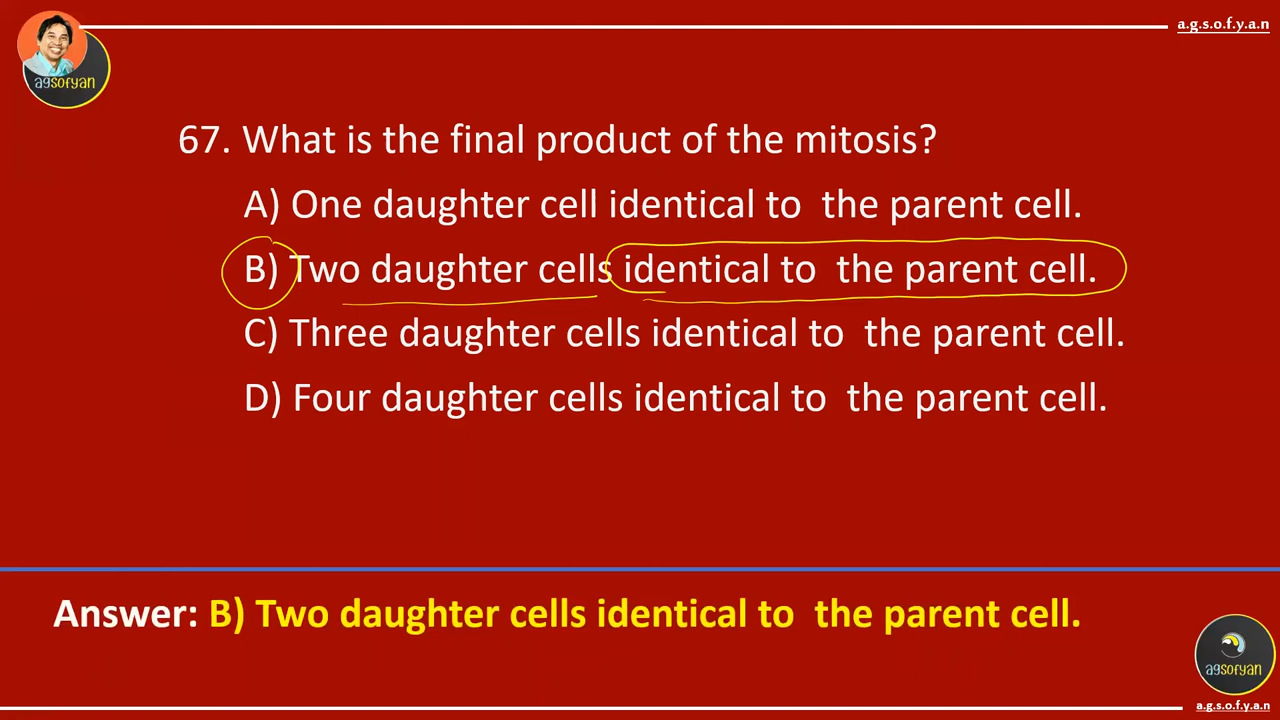 a.g.s.o.f.y.a.n
agsofyan
67. What is the final product of the mitosis?
A) One daughter cell identical to  the parent cell.
B) Two daughter cells identical to  the parent cell.
C) Three daughter cells identical to  the parent cell.
D) Four daughter cells identical to  the parent cell.
Answer: B) Two daughter cells identical to  the parent cell.
agsofyan
a.g.s.o.f.y.a.n